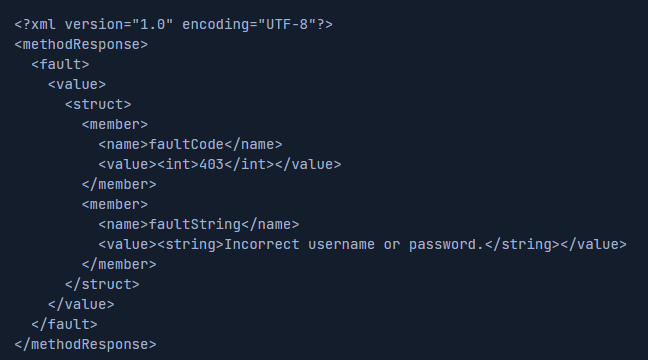 <?xml version="1.0" encoding="UTF-8"?>
<methodResponse>
  <fault>
    <value>
      <struct>
        <member>
          <name>faultCode</name>
          <value><int>403</int></value>
        </member>
        <member>
          <name>faultString</name>
          <value><string>Incorrect username or password.</string></value>
        </member>
      </struct>
    </value>
  </fault>
</methodResponse>